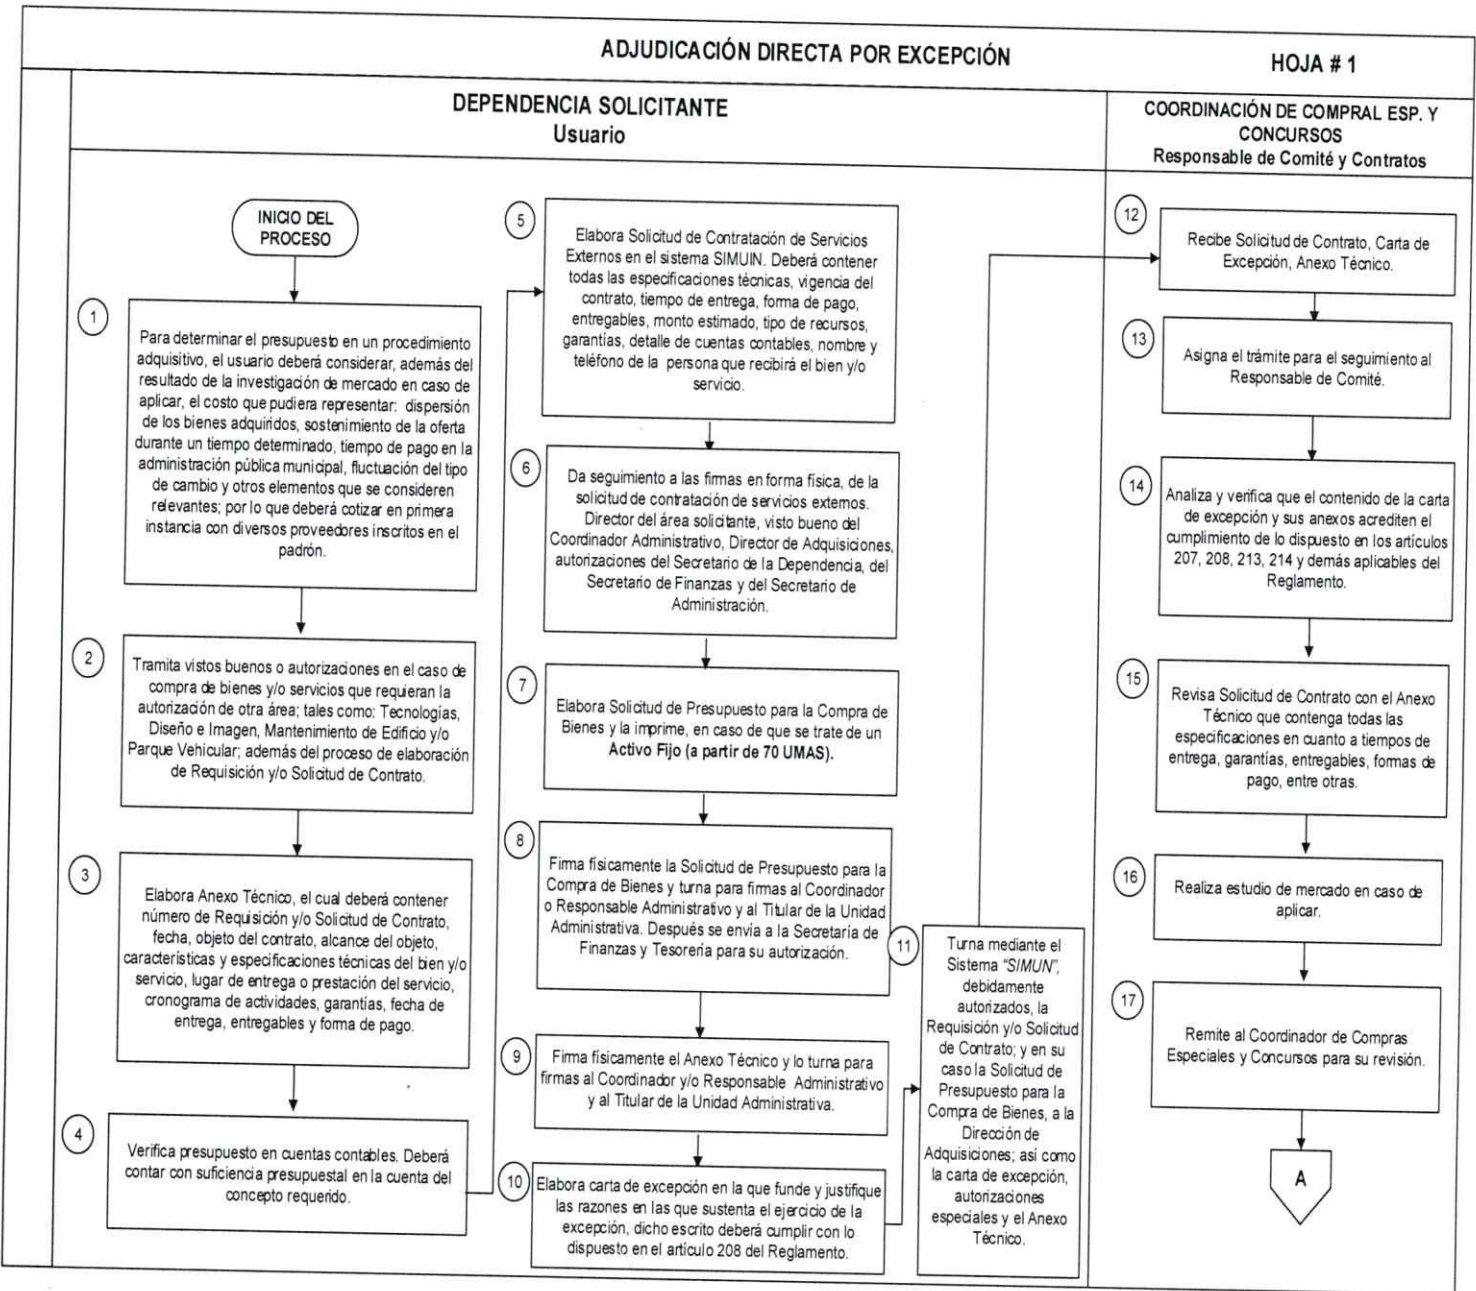 ADJUDICACIÓN DIRECTA POR EXCEPCIÓN
HOJA # 1
DEPENDENCIA SOLICITANTE
Usuario
COORDINACIÓN DE COMPRAL ESP. Y
CONCURSOS
Responsable de Comité y Contratos
INICIO DEL
PROCESO
1
Para determinar el presupuesto en un procedimiento
adquisitivo, el usuario deberá considerar, además del
resultado de la investigación de mercado en caso de
aplicar, el costo que pudiera representar: dispersión
de los bienes adquiridos, sostenimiento de la oferta
durante un tiempo determinado, tiempo de pago en la
administración pública municipal, fluctuación del tipo
de cambio y otros elementos que se consideren
relevantes; por lo que deberá cotizar en primera
instancia con diversos proveedores inscritos en el
padrón.
2
Tramita vistos buenos o autorizaciones en el caso de
compra de bienes y/o servicios que requieran la
autorización de otra área; tales como: Tecnologías,
Diseño e Imagen, Mantenimiento de Edificio y/o
Parque Vehicular; además del proceso de elaboración
de Requisición y/o Solicitud de Contrato.
3
Elabora Anexo Técnico, el cual deberá contener
número de Requisición y/o Solicitud de Contrato,
fecha, objeto del contrato, alcance del objeto,
características y especificaciones técnicas del bien y/o
servicio, lugar de entrega o prestación del servicio,
cronograma de actividades, garantías, fecha de
entrega, entregables y forma de pago.
4
Verifica presupuesto en cuentas contables. Deberá
contar con suficiencia presupuestal en la cuenta del
concepto requerido.
5
Elabora Solicitud de Contratación de Servicios
Externos en el sistema SIMUIN. Deberá contener
todas las especificaciones técnicas, vigencia del
contrato, tiempo de entrega, forma de pago,
entregables, monto estimado, tipo de recursos,
garantías, detalle de cuentas contables, nombre y
teléfono de la persona que recibirá el bien y/o
servicio.
6
Da seguimiento a las firmas en forma física, de la
solicitud de contratación de servicios externos.
Director del área solicitante, visto bueno del
Coordinador Administrativo, Director de Adquisiciones,
autorizaciones del Secretario de la Dependencia, del
Secretario de Finanzas y del Secretario de
Administración.
7
Elabora Solicitud de Presupuesto para la Compra de
Bienes y la imprime, en caso de que se trate de un
Activo Fijo (a partir de 70 UMAS).
8
Firma físicamente la Solicitud de Presupuesto para la
Compra de Bienes y turna para firmas al Coordinador
o Responsable Administrativo y al Titular de la Unidad
Administrativa. Después se envía a la Secretaría de
Finanzas y Tesorería para su autorización.
9
Firma físicamente el Anexo Técnico y lo turna para
firmas al Coordinador y/o Responsable Administrativo
y al Titular de la Unidad Administrativa.
10
Elabora carta de excepción en la que funde y justifique
las razones en las que sustenta el ejercicio de la
excepción, dicho escrito deberá cumplir con lo
dispuesto en el artículo 208 del Reglamento.
11
Turna mediante el
Sistema "SIMUN",
debidamente
autorizados, la
Requisición y/o Solicitud
de Contrato; y en su
caso la Solicitud de
Presupuesto para la
Compra de Bienes, a la
Dirección de
Adquisiciones; así como
la carta de excepción,
autorizaciones
especiales y el Anexo
Técnico.
12
Recibe Solicitud de Contrato, Carta de
Excepción, Anexo Técnico.
13
Asigna el trámite para el seguimiento al
Responsable de Comité.
14
Analiza y verifica que el contenido de la carta
de excepción y sus anexos acrediten el
cumplimiento de lo dispuesto en los artículos
207, 208, 213, 214 y demás aplicables del
Reglamento.
15
Revisa Solicitud de Contrato con el Anexo
Técnico que contenga todas las
especificaciones en cuanto a tiempos de
entrega, garantías, entregables, formas de
pago, entre otras.
16
Realiza estudio de mercado en caso de
aplicar.
17
Remite al Coordinador de Compras
Especiales y Concursos para su revisión.
A